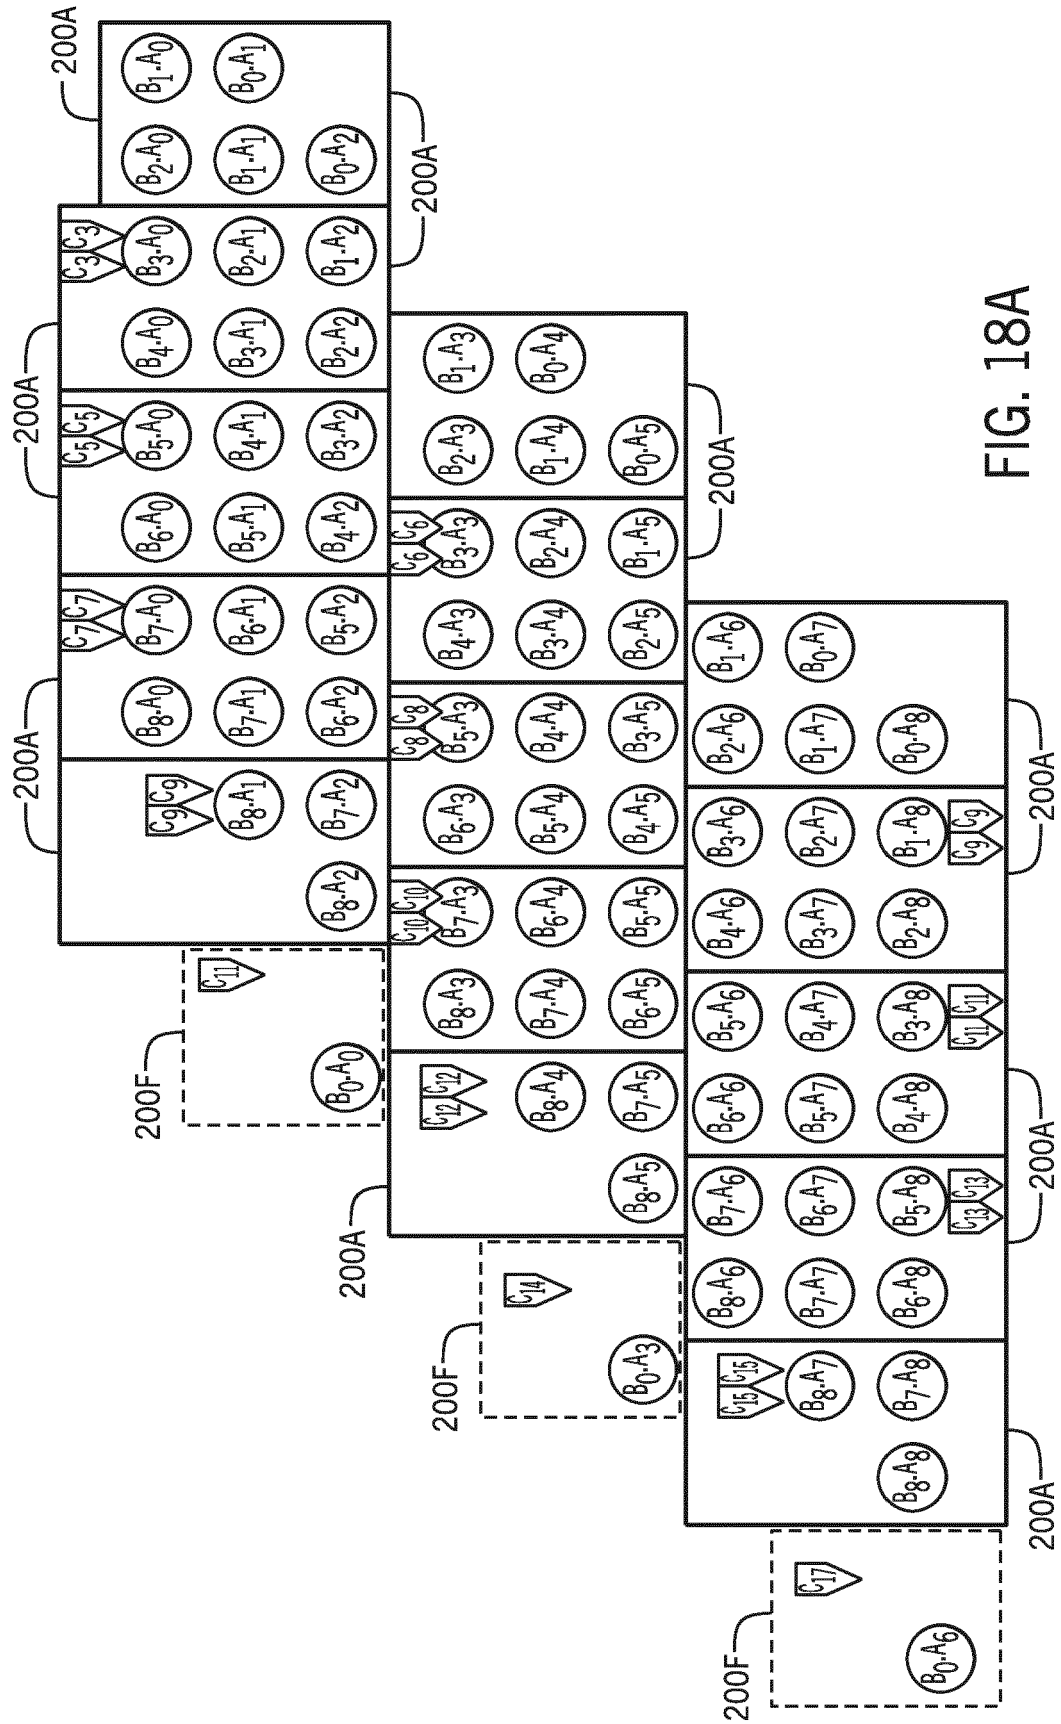 200A 200A
200A
C7 C7 C5 C5 C3 C3
200F B8·A0 B7·A0 B6·A0 B5·A0 B4·A0 B3·A0 B2·A0 B1·A0
C9 C9
C11
B8·A1 B7·A1 B6·A1 B5·A1 B4·A1 B3·A1 B2·A1 B1·A1 B0·A1
B0·A0 B8·A2 B7·A2 B6·A2 B5·A2 B4·A2 B3·A2 B2·A2 B1·A2 B0·A2
200A
C10 C10 C8 C8 C6 C6
200A
C12 C12
200F B8·A3 B7·A3 B6·A3 B5·A3 B4·A3 B3·A3 B2·A3 B1·A3
C14
B8·A4 B7·A4 B6·A4 B5·A4 B4·A4 B3·A4 B2·A4 B1·A4 B0·A4
B0·A3 B8·A5 B7·A5 B6·A5 B5·A5 B4·A5 B3·A5 B2·A5 B1·A5 B0·A5
200A
200F B8·A6 B7·A6 B6·A6 B5·A6 B4·A6 B3·A6 B2·A6 B1·A6
C15 C15
C17
B8·A7 B7·A7 B6·A7 B5·A7 B4·A7 B3·A7 B2·A7 B1·A7 B0·A7
B0·A6 B8·A8 B7·A8 B6·A8 B5·A8 B4·A8 B3·A8 B2·A8 B1·A8 B0·A8
C13 C13 C11 C11 C9 C9
200A 200A 200A
FIG. 18A